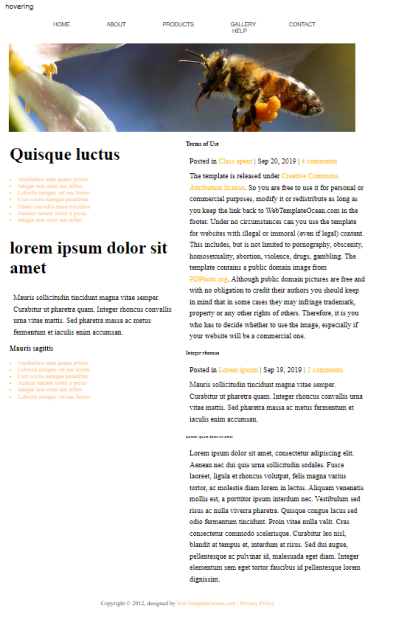 hovering
HOME ABOUT PRODUCTS GALLERY CONTACT
HELP
Quisque luctus
Vestibulum ante ipsum primis
Integer non orci nec tellus
Lobortis tempus vel nec lorem
Cum sociis natoque penatibus
Etiam convallis enim tincidunt
Aenean rutrum tortor a purus
Integer non orci nec tellus
lorem ipsum dolor sit
amet
Mauris sollicitudin tincidunt magna vitae semper.
Curabitur ut pharetra quam. Integer rhoncus convallis
urna vitae mattis. Sed pharetra massa ac metus
fermentum et iaculis enim accumsan.
Mauris sagittis
Vestibulum ante ipsum primis
Lobortis tempus vel nec lorem
Cum sociis natoque penatibus
Aenean rutrum tortor a purus
Integer non orci nec tellus
Lobortis tempus vel nec lorem
Terms of Use
Posted in Class apent | Sep 20, 2019 | 4 comments
The template is released under Creative Commons
Attribution license. So you are free to use it for personal or
commercial purposes, modify it or redistribute as long as
you keep the link back to WebTemplateOcean.com in the
footer. Under no circumstances can you use the template
for websites with illegal or immoral (even if legal) content.
This includes, but is not limited to pornography, obscenity,
homosexuality, abortion, violence, drugs, gambling. The
template contains a public domain image from
PDPhoto.org. Although public domain pictures are free and
with no obligation to credit their authors you should keep
in mind that in some cases they may infringe trademark,
property or any other rights of others. Therefore, it is you
who has to decide whether to use the image, especially if
your website will be a commercial one.
Integer rhoncus
Posted in Lorem ipsum | Sep 19, 2019 | 2 comments
Mauris sollicitudin tincidunt magna vitae semper.
Curabitur ut pharetra quam. Integer rhoncus convallis urna
vitae mattis. Sed pharetra massa ac metus fermentum et
iaculis enim accumsan.
Lorem ipsum dolor sit amet
Lorem ipsum dolor sit amet, consectetur adipiscing elit.
Aenean nec dui quis urna sollicitudin sodales. Fusce
laoreet, ligula et rhoncus volutpat, felis magna varius
tortor, ac molestie diam lorem in lectus. Aliquam venenatis
mollis est, a porttitor ipsum interdum nec. Vestibulum sed
risus ac nulla viverra pharetra. Quisque congue lacus sed
odio fermentum tincidunt. Proin vitae nulla velit. Cras
consectetur commodo scelerisque. Curabitur leo nisl,
blandit at tempus et, interdum at risus. Sed dui augue,
pellentesque ac pulvinar id, malesuada eget diam. Integer
elementum sem eget tortor faucibus id pellentesque lorem
dignissim.
Copyright © 2012, designed by WebTemplateOcean.com | Privacy Policy